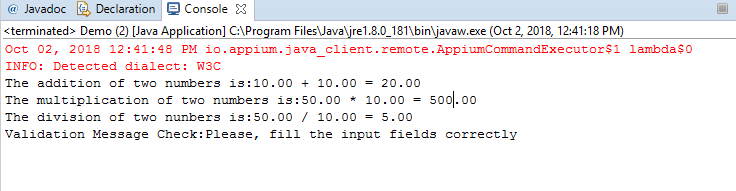 @ Javadoc Declaration Console
<terminated> Demo (2) [Java Application] C:\Program Files\Java\jre1.8.0_181\bin\javaw.exe (Oct 2, 2018, 12:41:18 PM)
Oct 02, 2018 12:41:48 PM io.appium.java_client.remote.AppiumCommandExecutor$1 lambda$0
INFO: Detected dialect: W3C
The addition of two numbers is:10.00 + 10.00 = 20.00
The multiplication of two numbers is:50.00 * 10.00 = 500.00
The division of two numbers is:50.00 / 10.00 = 5.00
Validation Message Check:Please, fill the input fields correctly